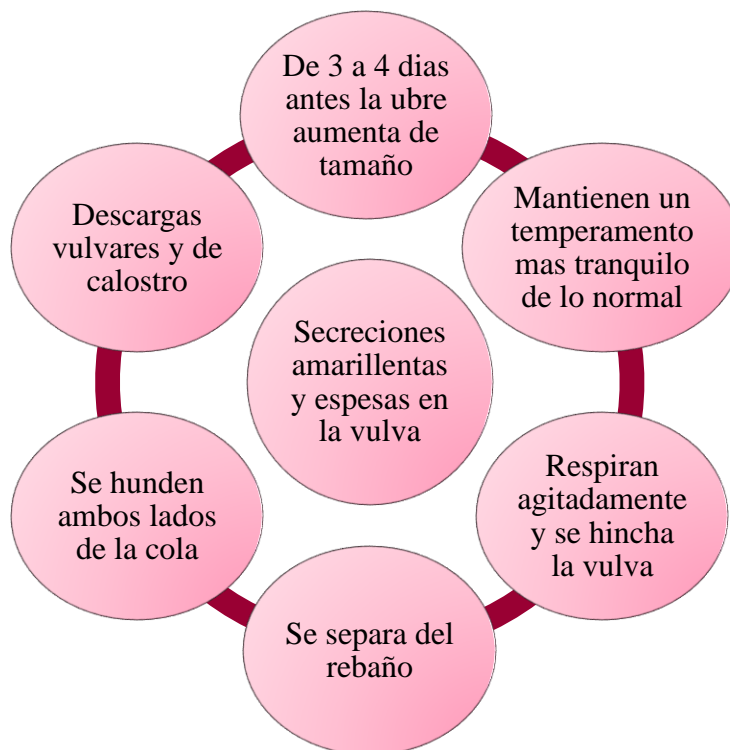 De 3 a 4 dias
antes la ubre
aumenta de
tamaño
Mantienen un
temperamento
mas tranquilo
de lo normal
Respiran
agitadamente
y se hincha
la vulva
Se separa del
rebaño
Se hunden
ambos lados
de la cola
Descargas
vulvares y de
calostro
Secreciones
amarillentas
y espesas en
la vulva